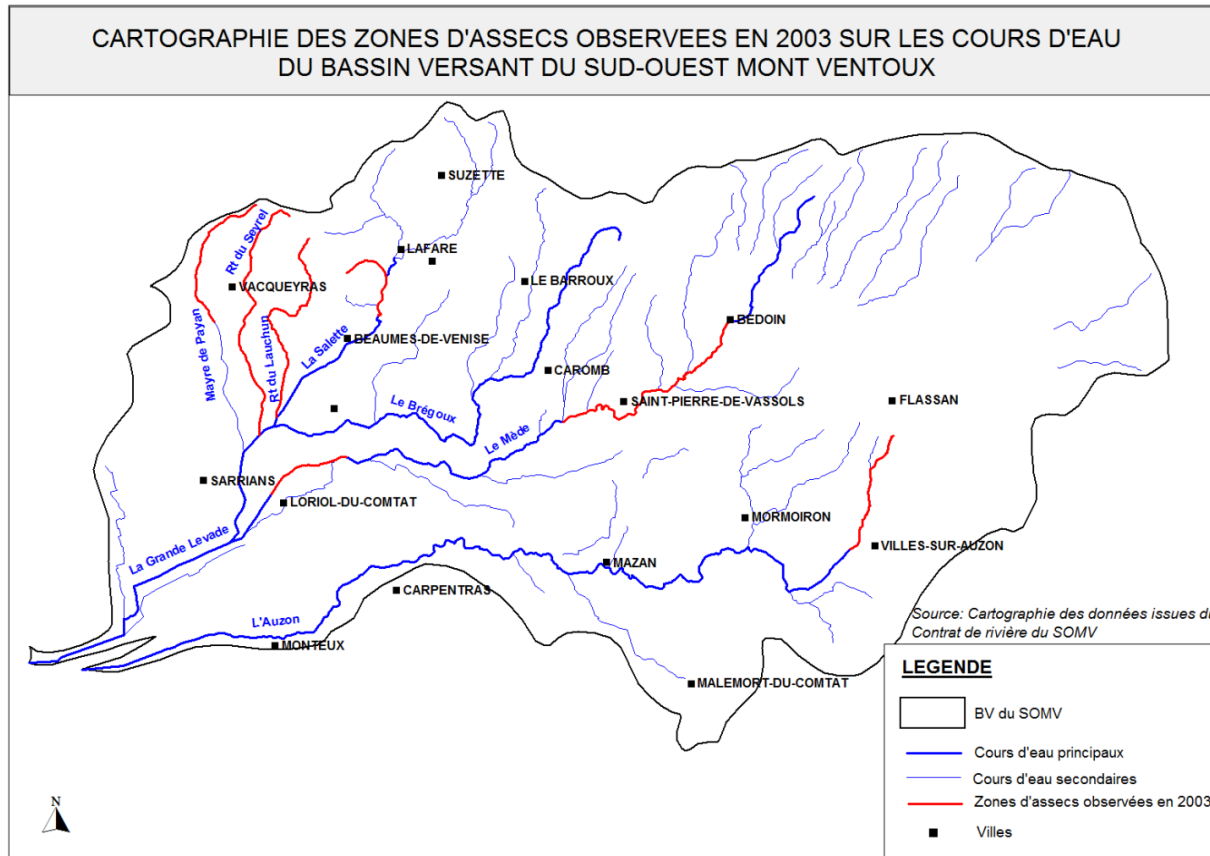 CARTOGRAPHIE DES ZONES D'ASSECS OBSERVEES EN 2003 SUR LES COURS D'EAU
DU BASSIN VERSANT DU SUD-OUEST MONT VENTOUX
SUZETTE
Rt du Sevrel
LAFARE
VACQUEYRAS
LE BARROUX
Mayre de Payan
Rt du Lauchun
La Salette
BEAUMES-DE-VENISE
BEDOIN
CAROMB
Le Brégoux
SAINT-PIERRE-DE-VASSOLS
FLASSAN
Le Mède
SARRIANS
LORIOL-DU-COMTAT
MORMOIRON
La Grande Levade
VILLES-SUR-AUZON
MAZAN
CARPENTRAS
L'Auzon
MONTEUX
Source: Cartographie des données issues du
Contrat de rivière du SOMV
MALEMORT-DU-COMTAT
LEGENDE
BV du SOMV
Cours d'eau principaux
Cours d'eau secondaires
Zones d'assecs observées en 2003
Villes
N